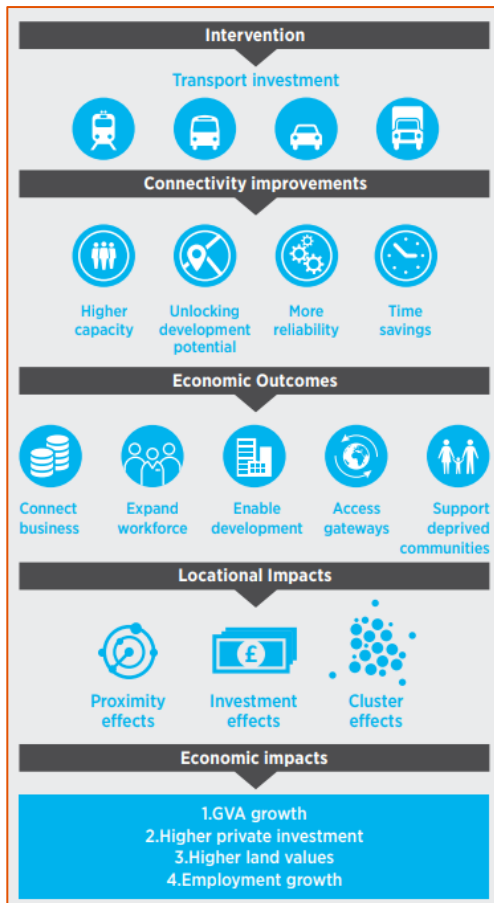 Intervention
Transport investment
Connectivity improvements
Higher
capacity
Unlocking
development
potential
More
reliability
Time
savings
Economic Outcomes
Connect
business
Expand
workforce
Enable
development
Access
gateways
Support
deprived
communities
Locational Impacts
£
Proximity
effects
Investment
effects
Cluster
effects
Economic impacts
1.GVA growth
2.Higher private investment
3.Higher land values
4.Employment growth